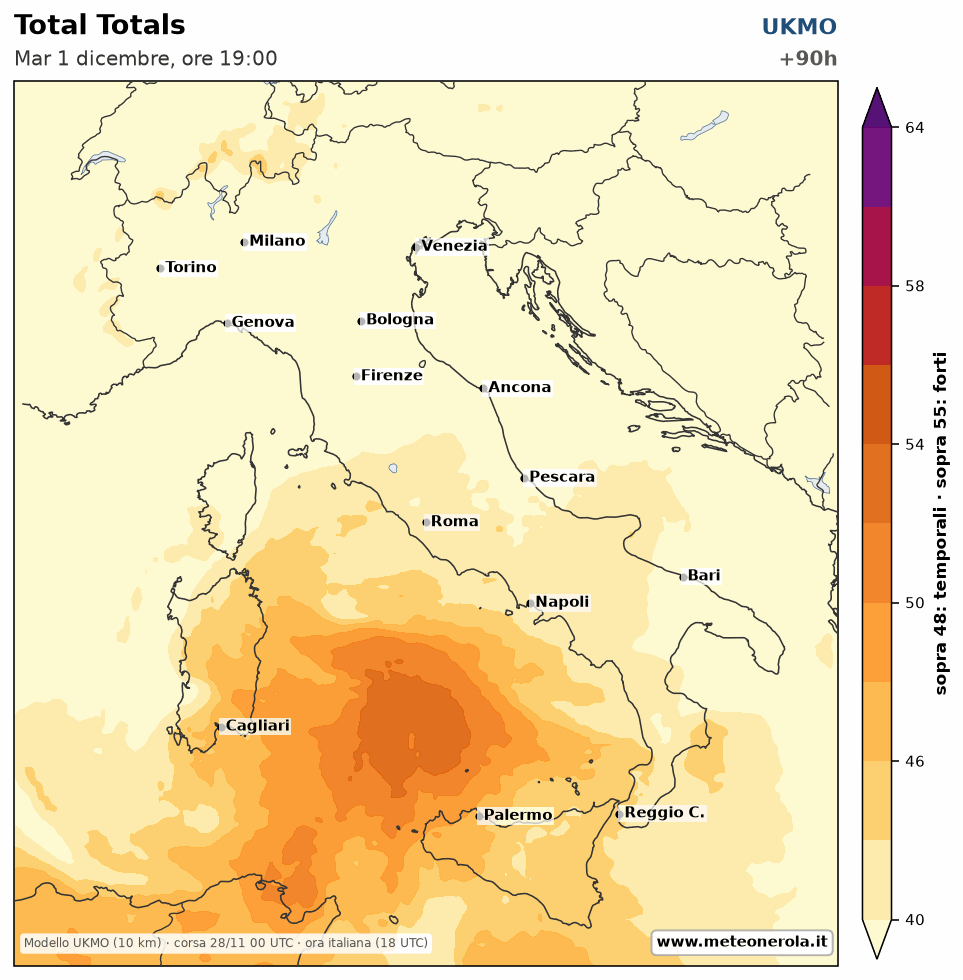 Total Totals
UKMO
Mar 1 dicembre, ore 19:00
+90h
Milano
Venezia
Torino
Genova
Bologna
Firenze
Ancona
Pescara
Roma
Bari
Napoli
Cagliari
Palermo
Reggio C.
64
58
54
50
46
40
sopra 48: temporali · sopra 55: forti
Modello UKMO (10 km) · corsa 28/11 00 UTC · ora italiana (18 UTC)
www.meteonerola.it